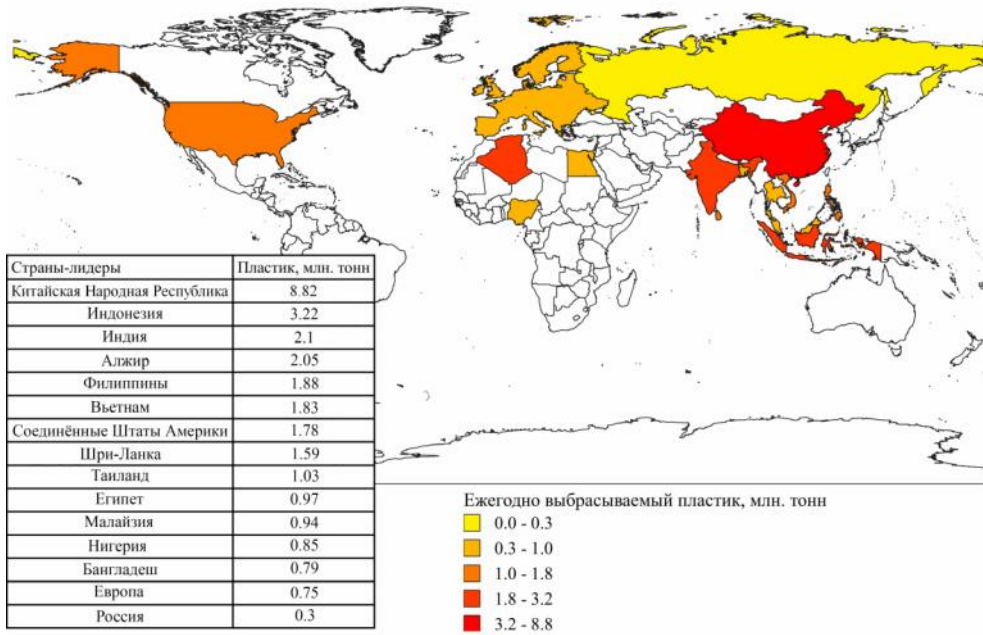 Страны-лидеры Пластик, млн. тонн
Китайская Народная Республика 8.82
Индонезия 3.22
Индия 2.1
Алжир 2.05
Филиппины 1.88
Вьетнам 1.83
Соединённые Штаты Америки 1.78
Шри-Ланка 1.59
Таиланд 1.03
Египет 0.97
Малайзия 0.94
Нигерия 0.85
Бангладеш 0.79
Европа 0.75
Россия 0.3
Ежегодно выбрасываемый пластик, млн. тонн
0.0 - 0.3
0.3 - 1.0
1.0 - 1.8
1.8 - 3.2
3.2 - 8.8